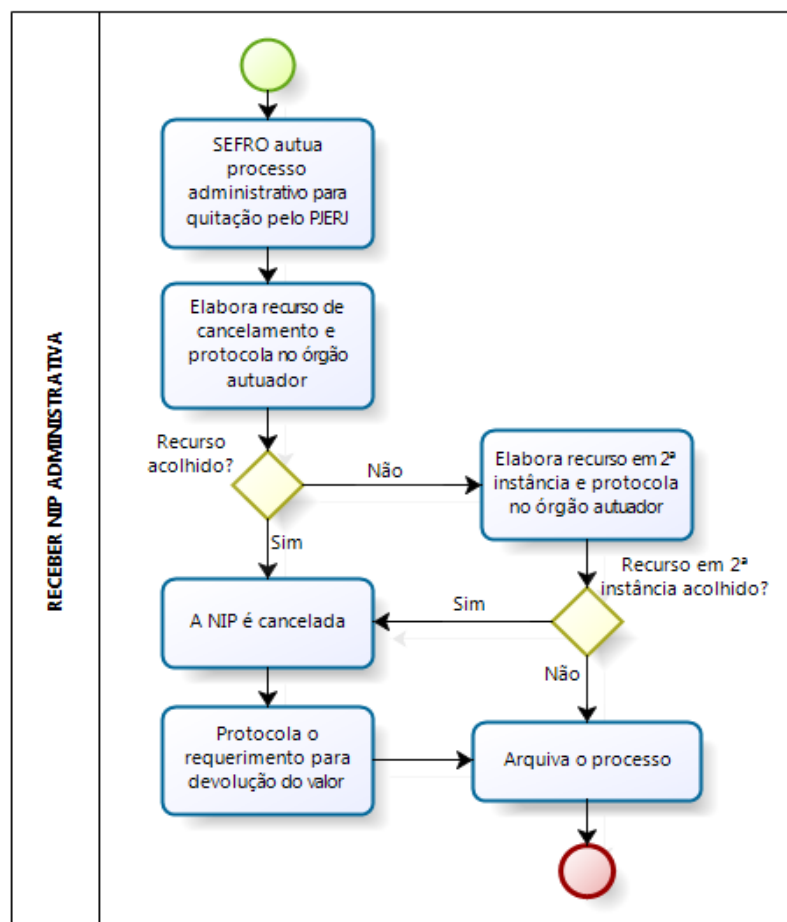 RECEBER NIP ADMINISTRATIVA
SEFRO autua
processo
administrativo para
quitação pelo PJERJ
Elabora recurso de
cancelamento e
protocola no órgão
autuador
Recurso
acolhido?
Não
Elabora recurso em 2ª
instância e protocola
no órgão autuador
Sim
Recurso em 2ª
instância acolhido?
Sim
A NIP é cancelada
Não
Protocola o
requerimento para
devolução do valor
Arquiva o processo